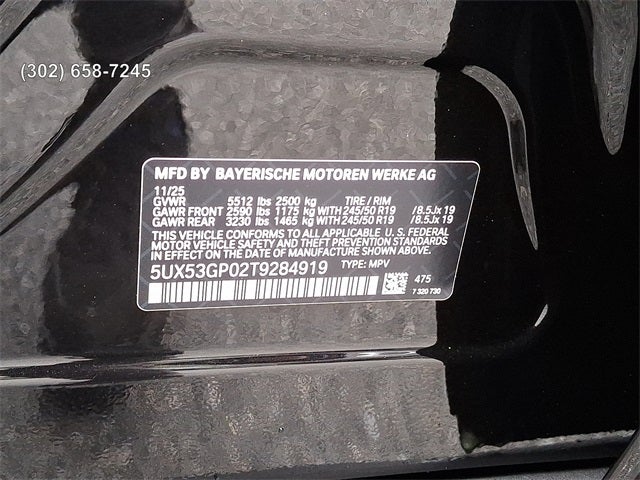 (302) 658-7245
MFD BY BAYERISCHE MOTOREN WERKE AG
11/25
GVWR 5512 lbs 2500 kg TIRE / RIM
GAWR FRONT 2590 lbs 1175 kg WITH 245/50 R19 /8.5Jx 19
GAWR REAR 3230 lbs 1465 kg WITH 245/50 R19 /8.5Jx 19
THIS VEHICLE CONFORMS TO ALL APPLICABLE U. S. FEDERAL
MOTOR VEHICLE SAFETY AND THEFT PREVENTION STANDARDS
IN EFFECT ON THE DATE OF MANUFACTURE SHOWN ABOVE.
5UX53GP02T9284919 TYPE: MPV
475
7 320 730